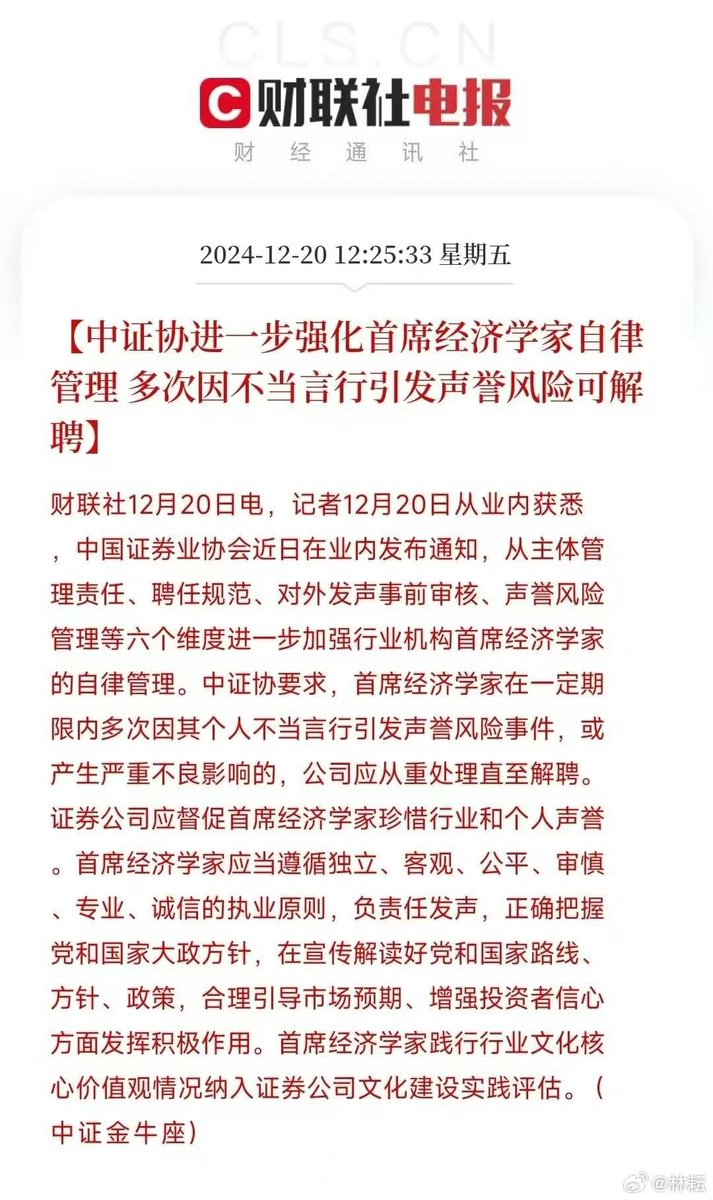 CLS.CN
C 财联社电报
财经通讯社
2024-12-20 12:25:33 星期五
【中证协进一步强化首席经济学家自律
管理 多次因不当言行引发声誉风险可解
聘】
财联社12月20日电，记者12月20日从业内获悉
，中国证券业协会近日在业内发布通知，从主体管
理责任、聘任规范、对外发声事前审核、声誉风险
管理等六个维度进一步加强行业机构首席经济学家
的自律管理。中证协要求，首席经济学家在一定期
限内多次因其个人不当言行引发声誉风险事件，或
产生严重不良影响的，公司应从重处理直至解聘。
证券公司应督促首席经济学家珍惜行业和个人声誉
。首席经济学家应当遵循独立、客观、公平、审慎
、专业、诚信的执业原则，负责任发声，正确把握
党和国家大政方针，在宣传解读好党和国家路线、
方针、政策，合理引导市场预期、增强投资者信心
方面发挥积极作用。首席经济学家践行行业文化核
心价值观情况纳入证券公司文化建设实践评估。（
中证金牛座）
@林耘